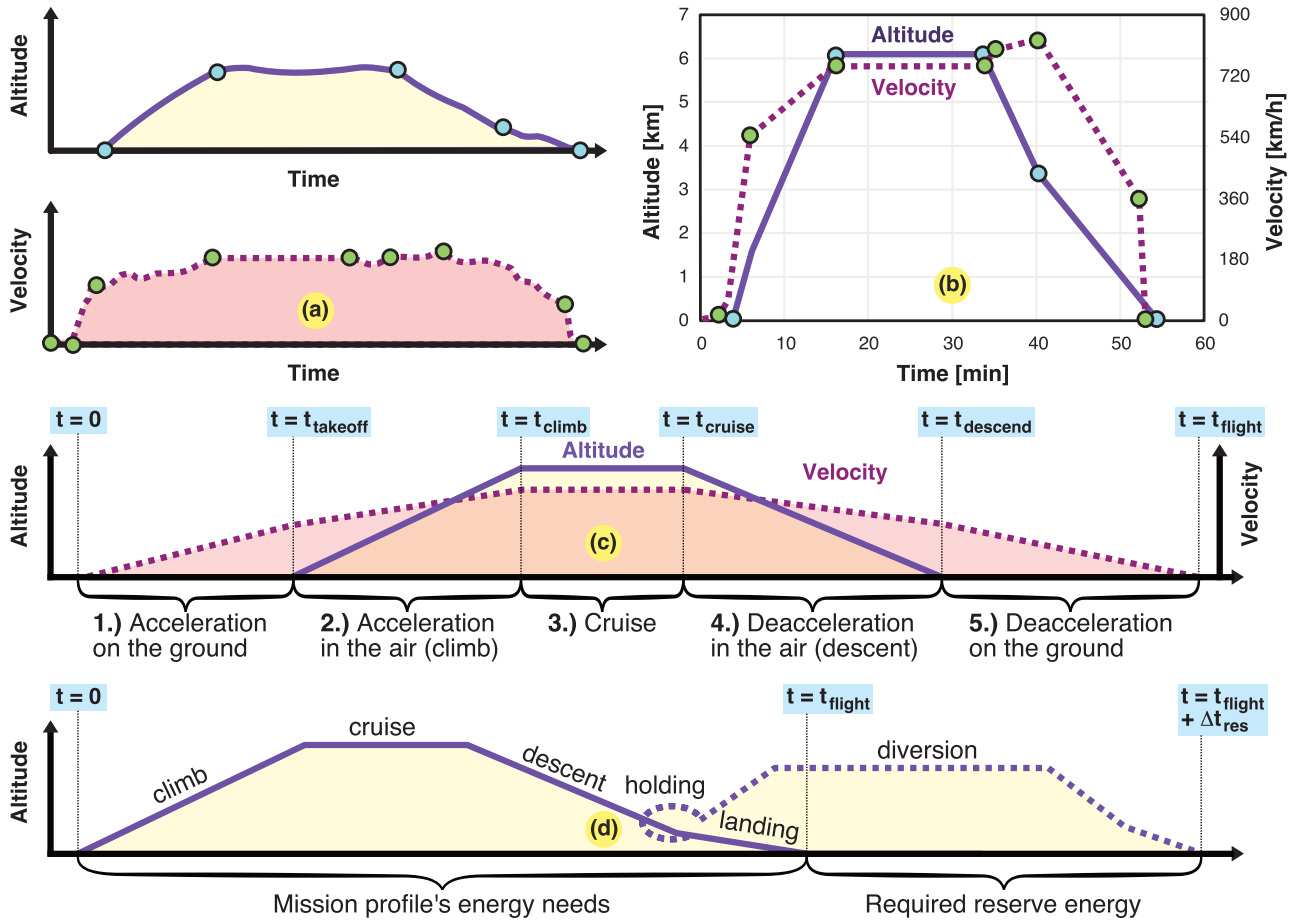 Altitude
Time
Velocity
(a)
Time
7
6
5
4
3
2
1
0
Altitude [km]
900
720
540
360
180
0
Velocity [km/h]
Altitude
Velocity
(b)
0
10
20
30
40
50
60
Time [min]
t = 0
t = t_takeoff
t = t_climb
t = t_cruise
t = t_descend
t = t_flight
Altitude
Altitude
Velocity
Velocity
(c)
1.) Acceleration
on the ground
2.) Acceleration
in the air (climb)
3.) Cruise
4.) Deacceleration
in the air (descent)
5.) Deacceleration
on the ground
t = 0
t = t_flight
t = t_flight
+ Δt_res
Altitude
climb
cruise
descent
holding
landing
diversion
(d)
Mission profile's energy needs
Required reserve energy